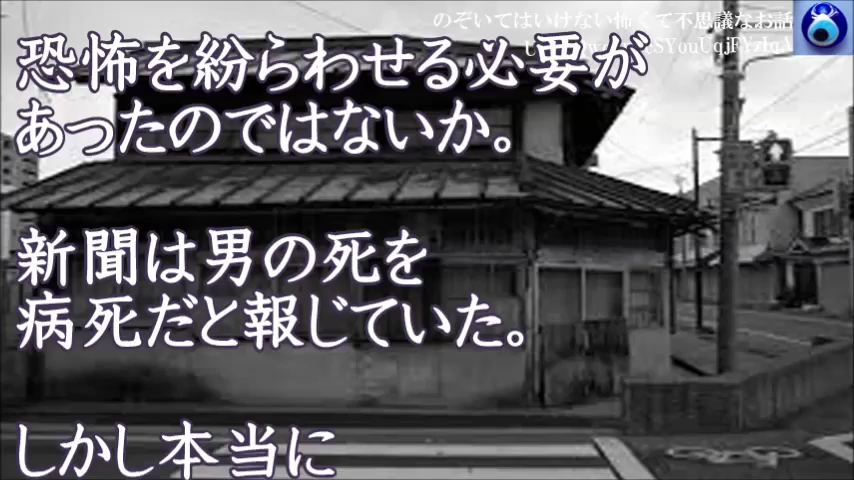 のぞいてはいけない怖くて不思議なお話
恐怖を紛らわせる必要が
あったのではないか。
新聞は男の死を
病死だと報じていた。
しかし本当に